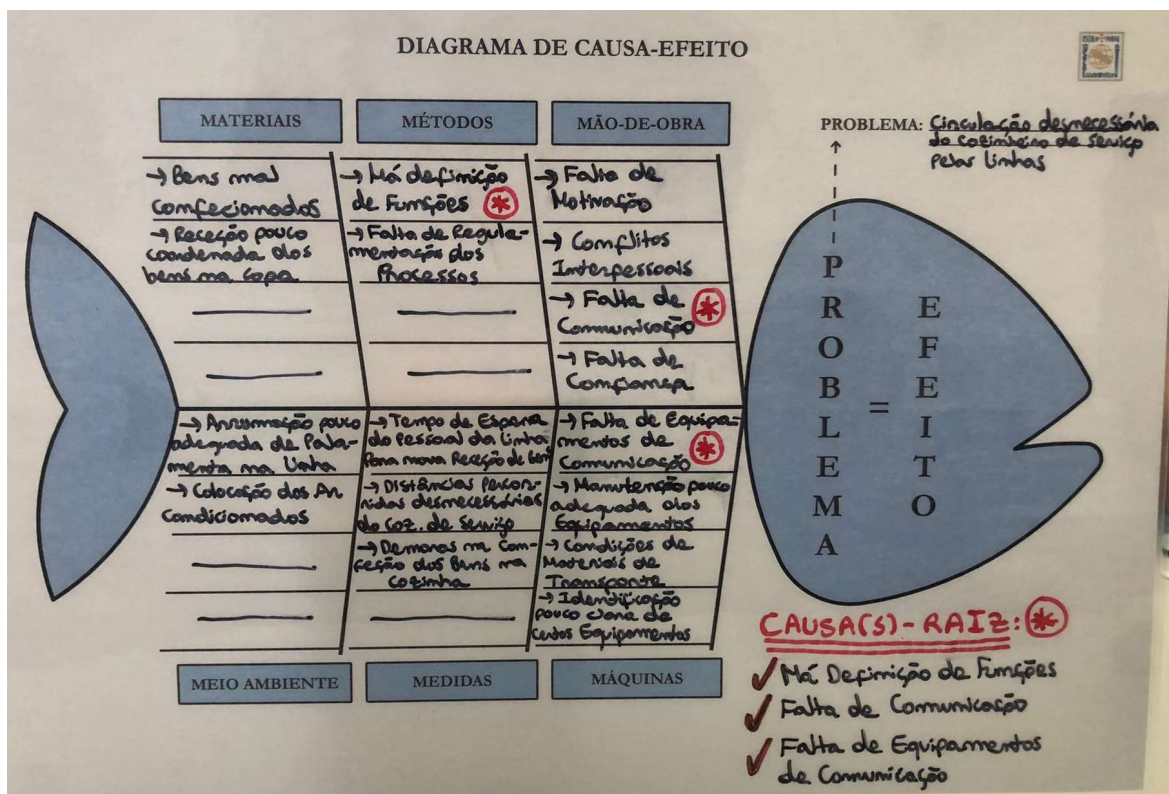 DIAGRAMA DE CAUSA-EFEITO
MATERIAIS
MÉTODOS
MÃO-DE-OBRA
PROBLEMA: Circulação desnecessária
do cozinheiro de serviço
pelas linhas
→ Bens mal
confecionados
→ Receção pouco
coordenada dos
bens na copa
→ Má definição
de Funções *
→ Falta de Regula-
mentação dos
Processos
→ Falta de
Motivação
→ Conflitos
Interpessoais
→ Falta de *
Comunicação
→ Falta de
Confiança
→ Arrumação pouco
adequada de Pala-
menta na Linha
→ Colocação dos Ar
Condicionados
→ Tempo de Espera
do Pessoal da Linha
Para nova Receção de bens
→ Distâncias percor-
ridas desnecessárias
do Coz. de Serviço
→ Demoras na Con-
feção dos Bens na
Cozinha
→ Falta de Equipa-
mentos de
Comunicação *
→ Manutenção pouco
adequada dos
Equipamentos
→ Condições de
Materiais de
Transporte
→ Identificação
pouco clara de
certos Equipamentos
MEIO AMBIENTE
MEDIDAS
MÁQUINAS
PROBLEMA
=
EFEITO
CAUSA(S)-RAIZ: *
✓ Má Definição de Funções
✓ Falta de Comunicação
✓ Falta de Equipamentos
de Comunicação